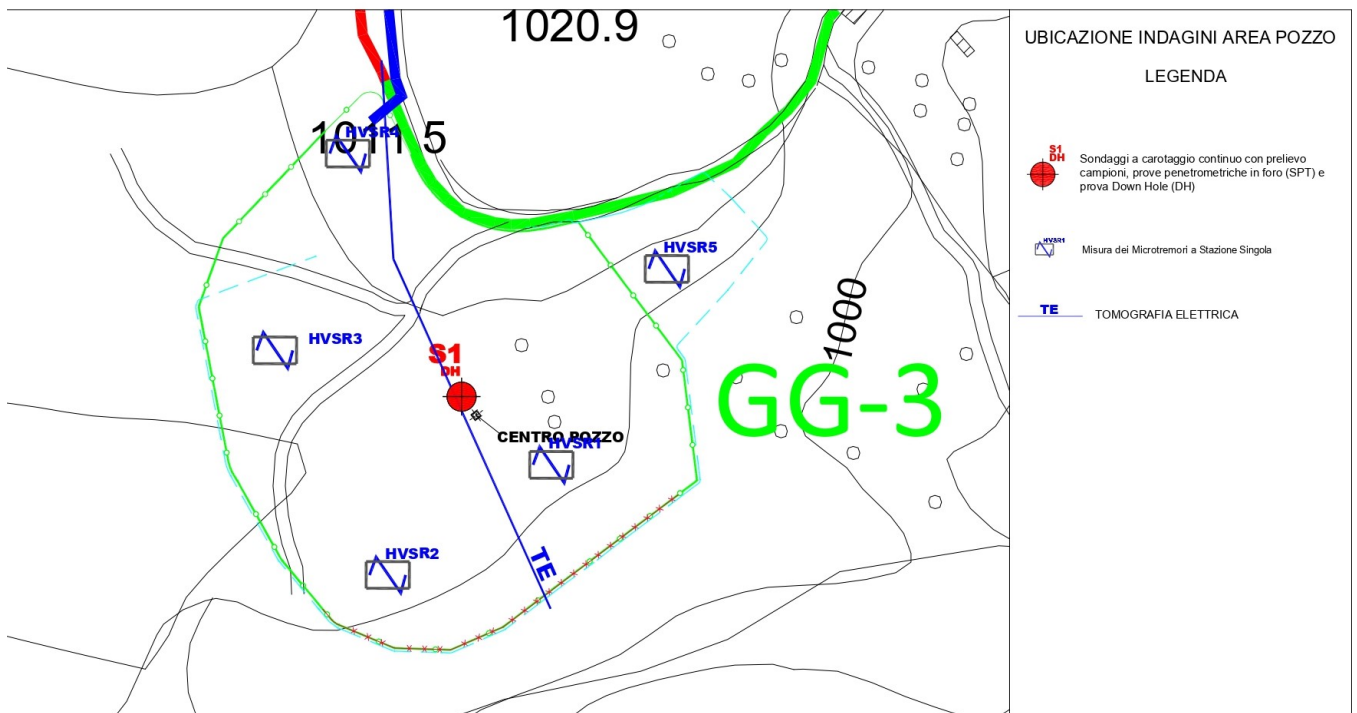 1020.9
UBICAZIONE INDAGINI AREA POZZO
LEGENDA
HVSR4
S1
DH
Sondaggi a carotaggio continuo con prelievo
campioni, prove penetrometriche in foro (SPT) e
prova Down Hole (DH)
HVSR5
HVSR1
Misura dei Microtremori a Stazione Singola
TE
TOMOGRAFIA ELETTRICA
1000
HVSR3
S1
DH
GG-3
CENTRO POZZO
HVSR1
HVSR2
TE